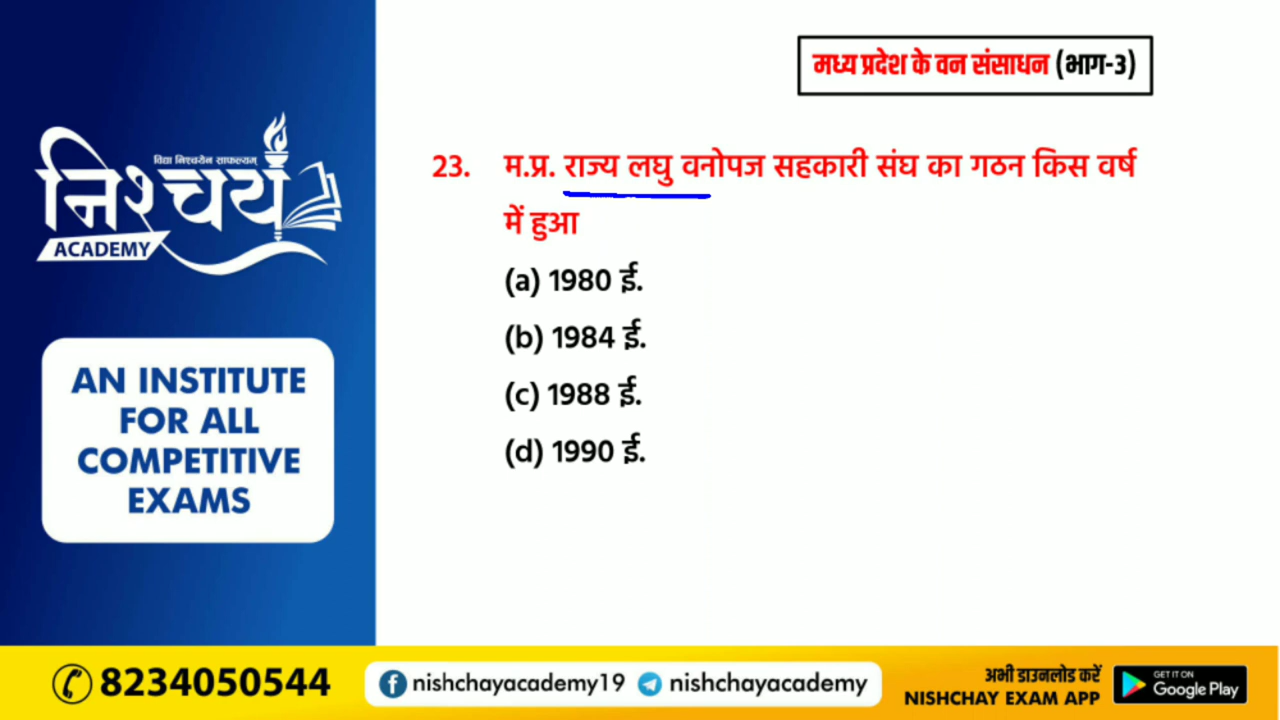 मध्य प्रदेश के वन संसाधन (भाग-3)
विद्या निश्चयेन साफल्यम्
निश्चय
ACADEMY
AN INSTITUTE
FOR ALL
COMPETITIVE
EXAMS
23. म.प्र. राज्य लघु वनोपज सहकारी संघ का गठन किस वर्ष
में हुआ
(a) 1980 ई.
(b) 1984 ई.
(c) 1988 ई.
(d) 1990 ई.
8234050544
nishchayacademy19 nishchayacademy
अभी डाउनलोड करें
NISHCHAY EXAM APP
GET IT ON
Google Play